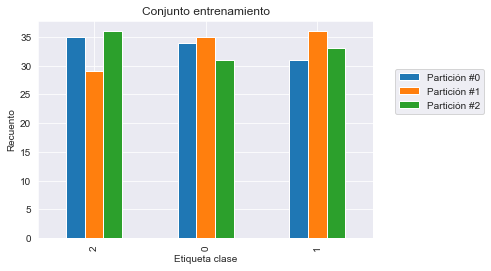 Conjunto entrenamiento
Recuento
35
30
25
20
15
10
5
0
2
0
1
Etiqueta clase
Partición #0
Partición #1
Partición #2